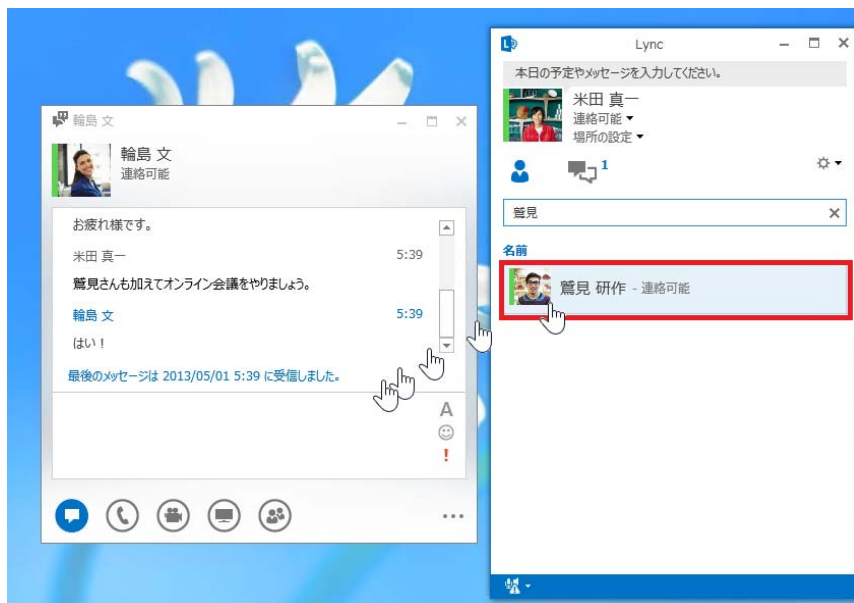 輪島 文
輪島 文
連絡可能
お疲れ様です。
米田 真一 5:39
鷲見さんも加えてオンライン会議をやりましょう。
輪島 文 5:39
はい！
最後のメッセージは 2013/05/01 5:39 に受信しました。
A
!
...
Lync
本日の予定やメッセージを入力してください。
米田 真一
連絡可能
場所の設定
1
鷲見
名前
鷲見 研作 - 連絡可能